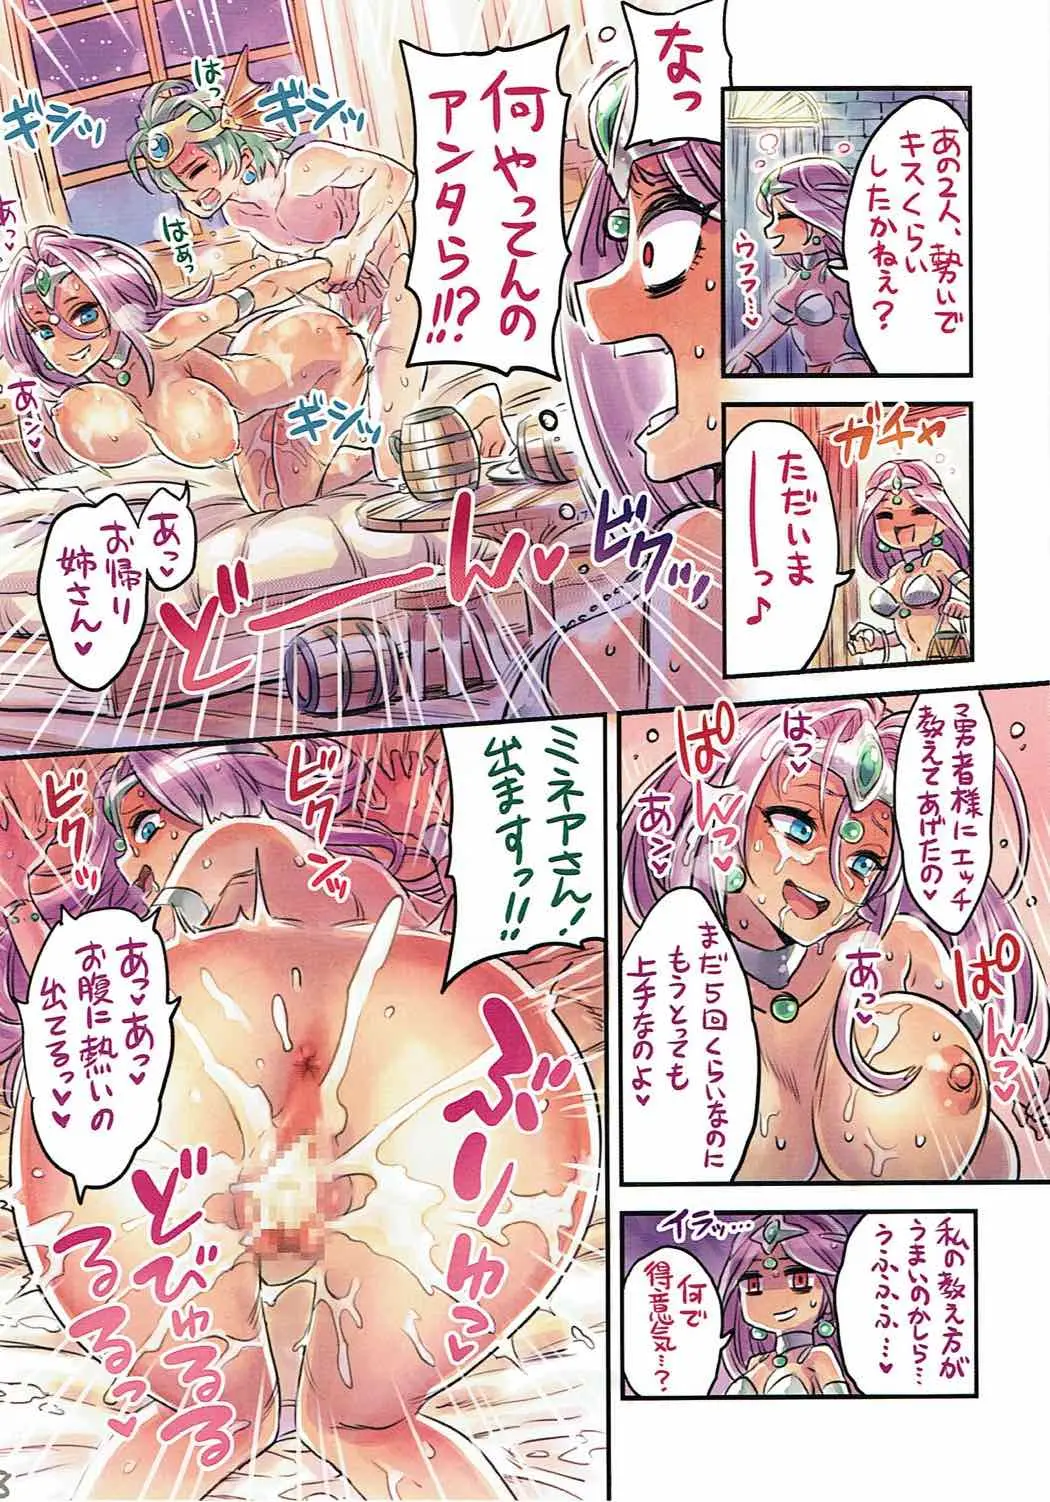 あの2人、勢いで
キスくらい
したかねぇ？
ウフフ…♥
ガチャ
ただいま
ーーっ♪
なっ
何やってんの
アンタら!!?
はっ
はぁっ
ギシッ
ギシッ
ギシッ
あっ♥
あン♥
ビクッ
どーーん♥
あっ♥
お帰り
姉さん♥
勇者様にエッチ
教えてあげたの♥
はっ♥
ぱんっ♥
あン♥
あっ♥
ぱんっ♥
まだ5回くらいなのに
もうとっても
上手なのよ
私の教え方が
うまいのかしら…
うふふふ…♥
イラッ…
何で
得意気…？
ミネアさん！
出ますっ!!
ビクンッ
ビクッ
あっ♥あっ♥
お腹に熱いの
出てるっ♥♥
ぶーりゅっ♥
どびゅるる
るるるっ♥